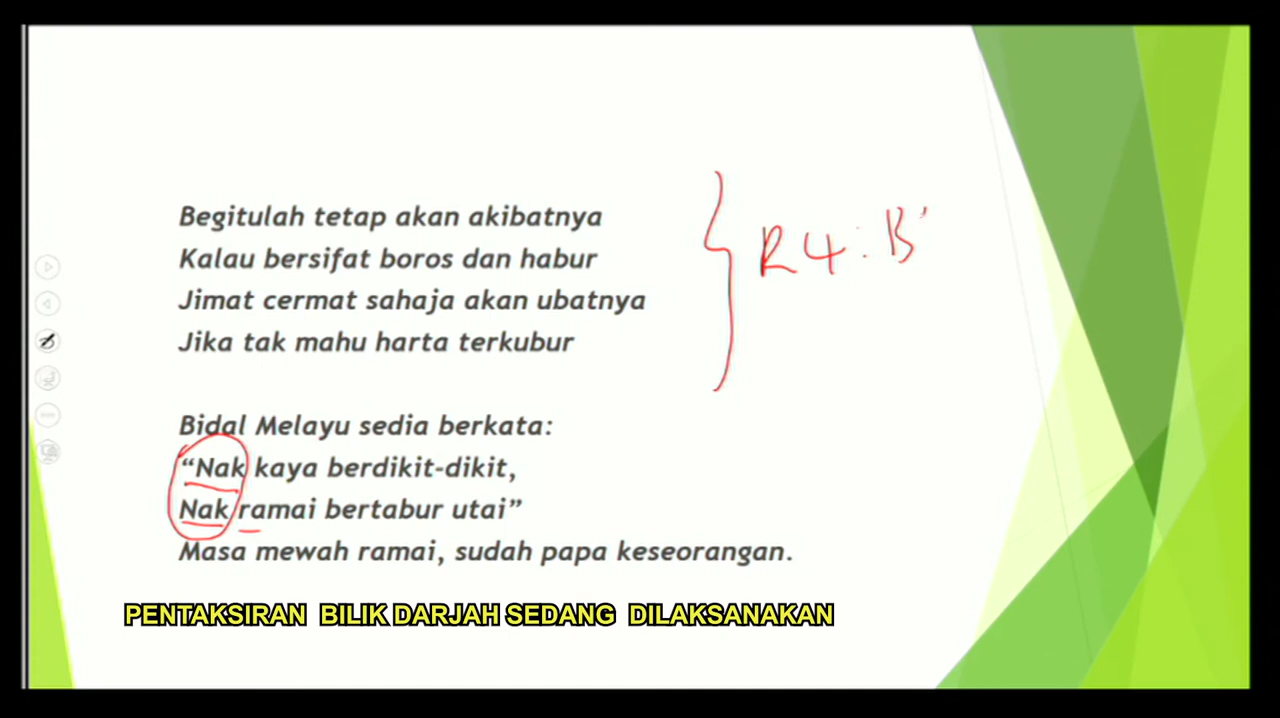 Begitulah tetap akan akibatnya
Kalau bersifat boros dan habur
Jimat cermat sahaja akan ubatnya
Jika tak mahu harta terkubur
R4: B'
Bidal Melayu sedia berkata:
“Nak kaya berdikit-dikit,
Nak ramai bertabur utai”
Masa mewah ramai, sudah papa keseorangan.
PENTAKSIRAN BILIK DARJAH SEDANG DILAKSANAKAN